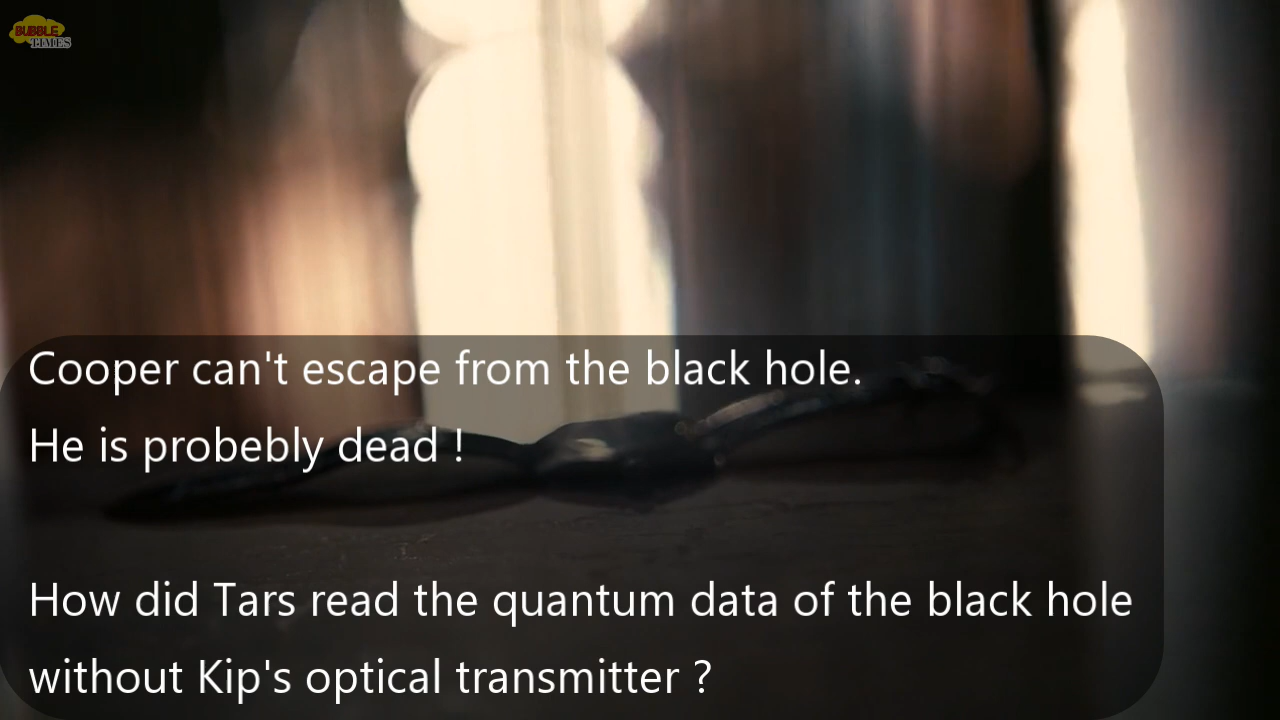 BUBBLE
TIMES
Cooper can't escape from the black hole.
He is probebly dead !
How did Tars read the quantum data of the black hole
without Kip's optical transmitter ?